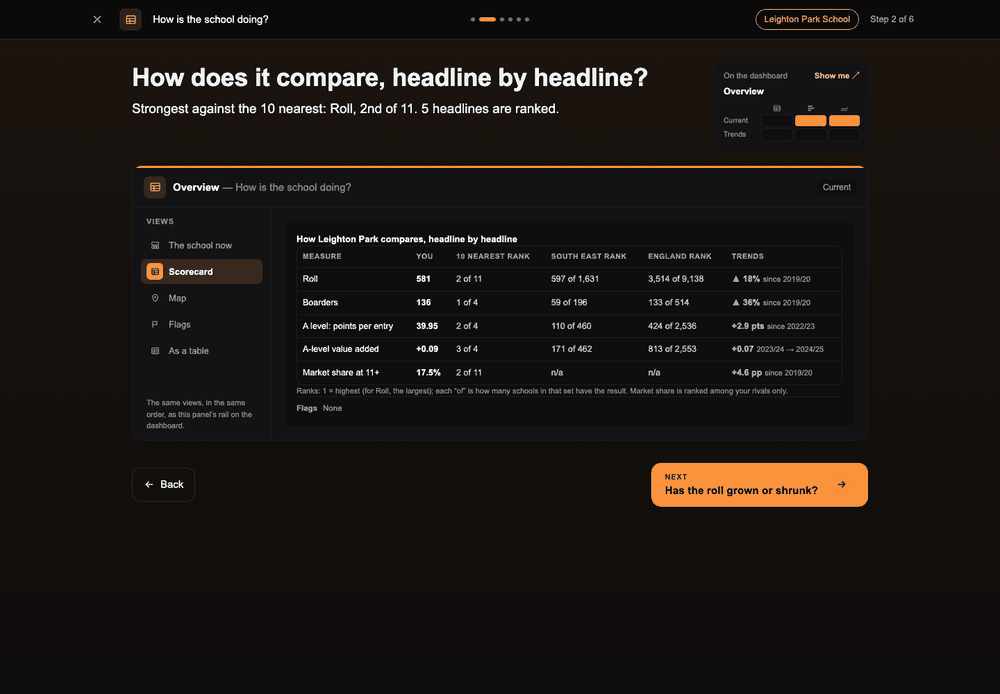 How is the school doing?
Leighton Park School
Step 2 of 6
How does it compare, headline by headline?
Strongest against the 10 nearest: Roll, 2nd of 11. 5 headlines are ranked.
On the dashboard
Show me
Overview
Current
Trends
Overview — How is the school doing?
Current
VIEWS
The school now
Scorecard
Map
Flags
As a table
The same views, in the same
order, as this panel's rail on the
dashboard.
How Leighton Park compares, headline by headline
MEASURE YOU 10 NEAREST RANK SOUTH EAST RANK ENGLAND RANK TRENDS
Roll 581 2 of 11 597 of 1,631 3,514 of 9,138 ▲ 18% since 2019/20
Boarders 136 1 of 4 59 of 196 133 of 514 ▲ 36% since 2019/20
A level: points per entry 39.95 2 of 4 110 of 460 424 of 2,536 +2.9 pts since 2022/23
A-level value added +0.09 3 of 4 171 of 462 813 of 2,553 +0.07 2023/24 → 2024/25
Market share at 11+ 17.5% 2 of 11 n/a n/a +4.6 pp since 2019/20
Ranks: 1 = highest (for Roll, the largest); each "of" is how many schools in that set have the result. Market share is ranked among your rivals only.
Flags None
← Back
NEXT
Has the roll grown or shrunk? →